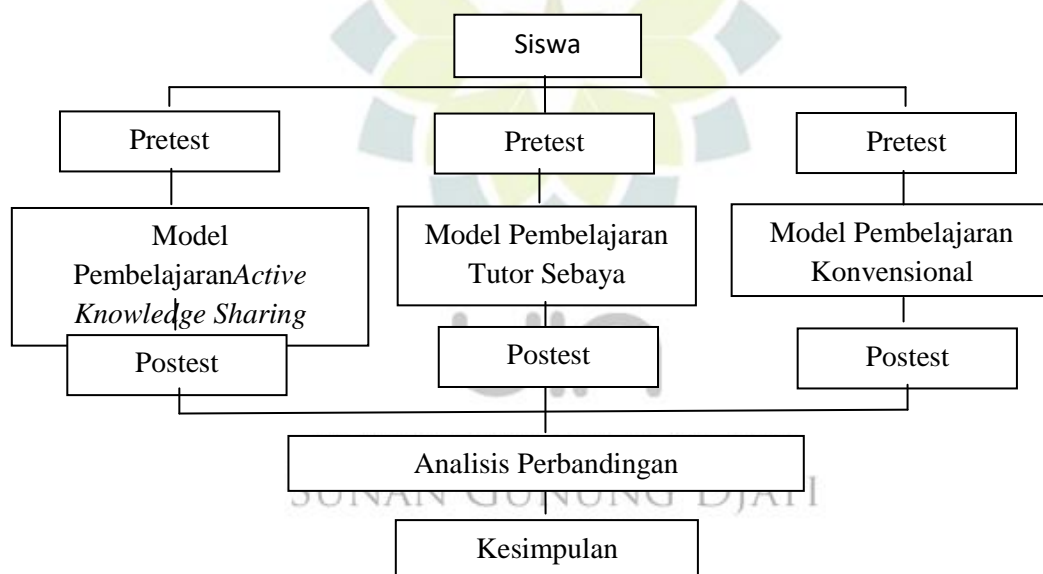 Siswa
Pretest
Pretest
Pretest
Model
PembelajaranActive
Knowledge Sharing
Model Pembelajaran
Tutor Sebaya
Model Pembelajaran
Konvensional
Postest
Postest
Postest
Analisis Perbandingan
SUNAN GUNUNG DJATI
Kesimpulan